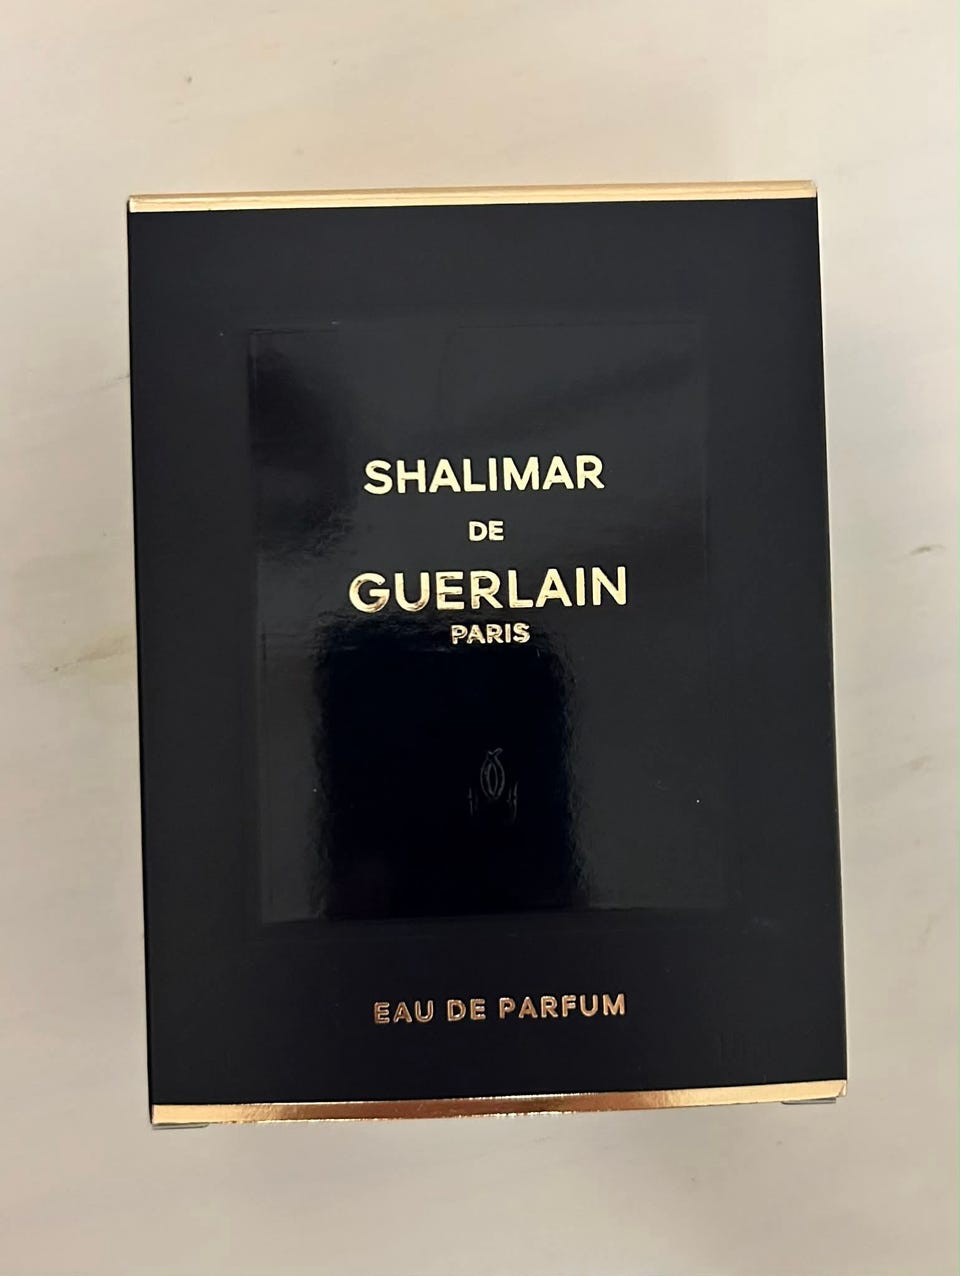 SHALIMAR
DE
GUERLAIN
PARIS
EAU DE PARFUM